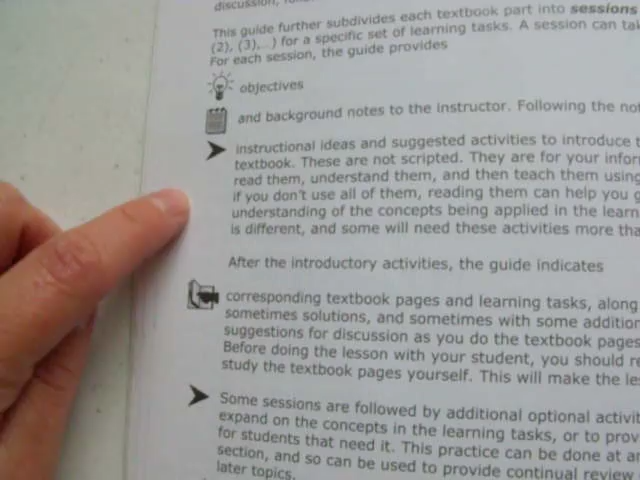 discussion,
This guide further subdivides each textbook part into sessions
(2), (3),...) for a specific set of learning tasks. A session can
For each session, the guide provides
objectives
and background notes to the instructor. Following the
instructional ideas and suggested activities to introduce
textbook. These are not scripted. They are for your
read them, understand them, and then teach them using
if you don't use all of them, reading them can help you
understanding of the concepts being applied in the
is different, and some will need these activities more
After the introductory activities, the guide indicates
corresponding textbook pages and learning tasks, along
sometimes solutions, and sometimes with some
suggestions for discussion as you do the textbook pages
Before doing the lesson with your student, you should
study the textbook pages yourself. This will make the
Some sessions are followed by additional optional
expand on the concepts in the learning tasks, or to
for students that need it. This practice can be done at
section, and so can be used to provide continual review
later topics.